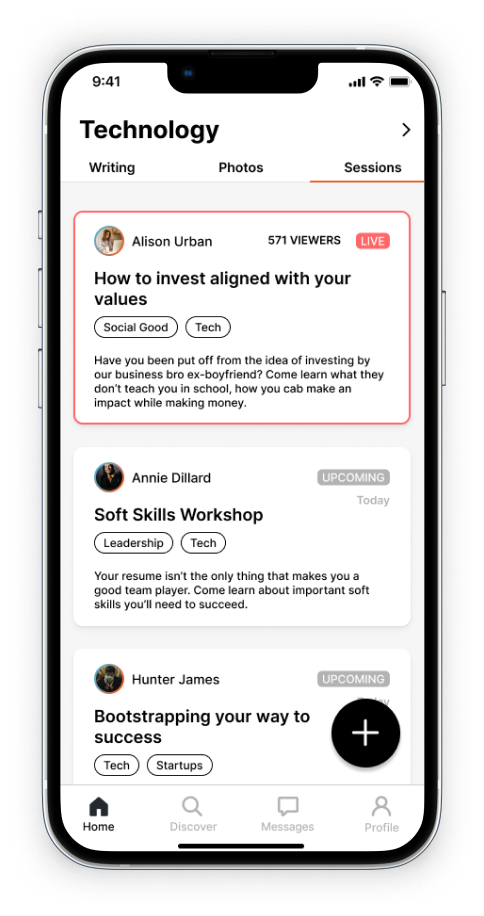 9:41
Technology
Writing Photos Sessions
Alison Urban 571 VIEWERS LIVE
How to invest aligned with your
values
Social Good Tech
Have you been put off from the idea of investing by
our business bro ex-boyfriend? Come learn what they
don’t teach you in school, how you cab make an
impact while making money.
Annie Dillard UPCOMING
Today
Soft Skills Workshop
Leadership Tech
Your resume isn’t the only thing that makes you a
good team player. Come learn about important soft
skills you’ll need to succeed.
Hunter James UPCOMING
Bootstrapping your way to
success
Tech Startups
Home Discover Messages Profile